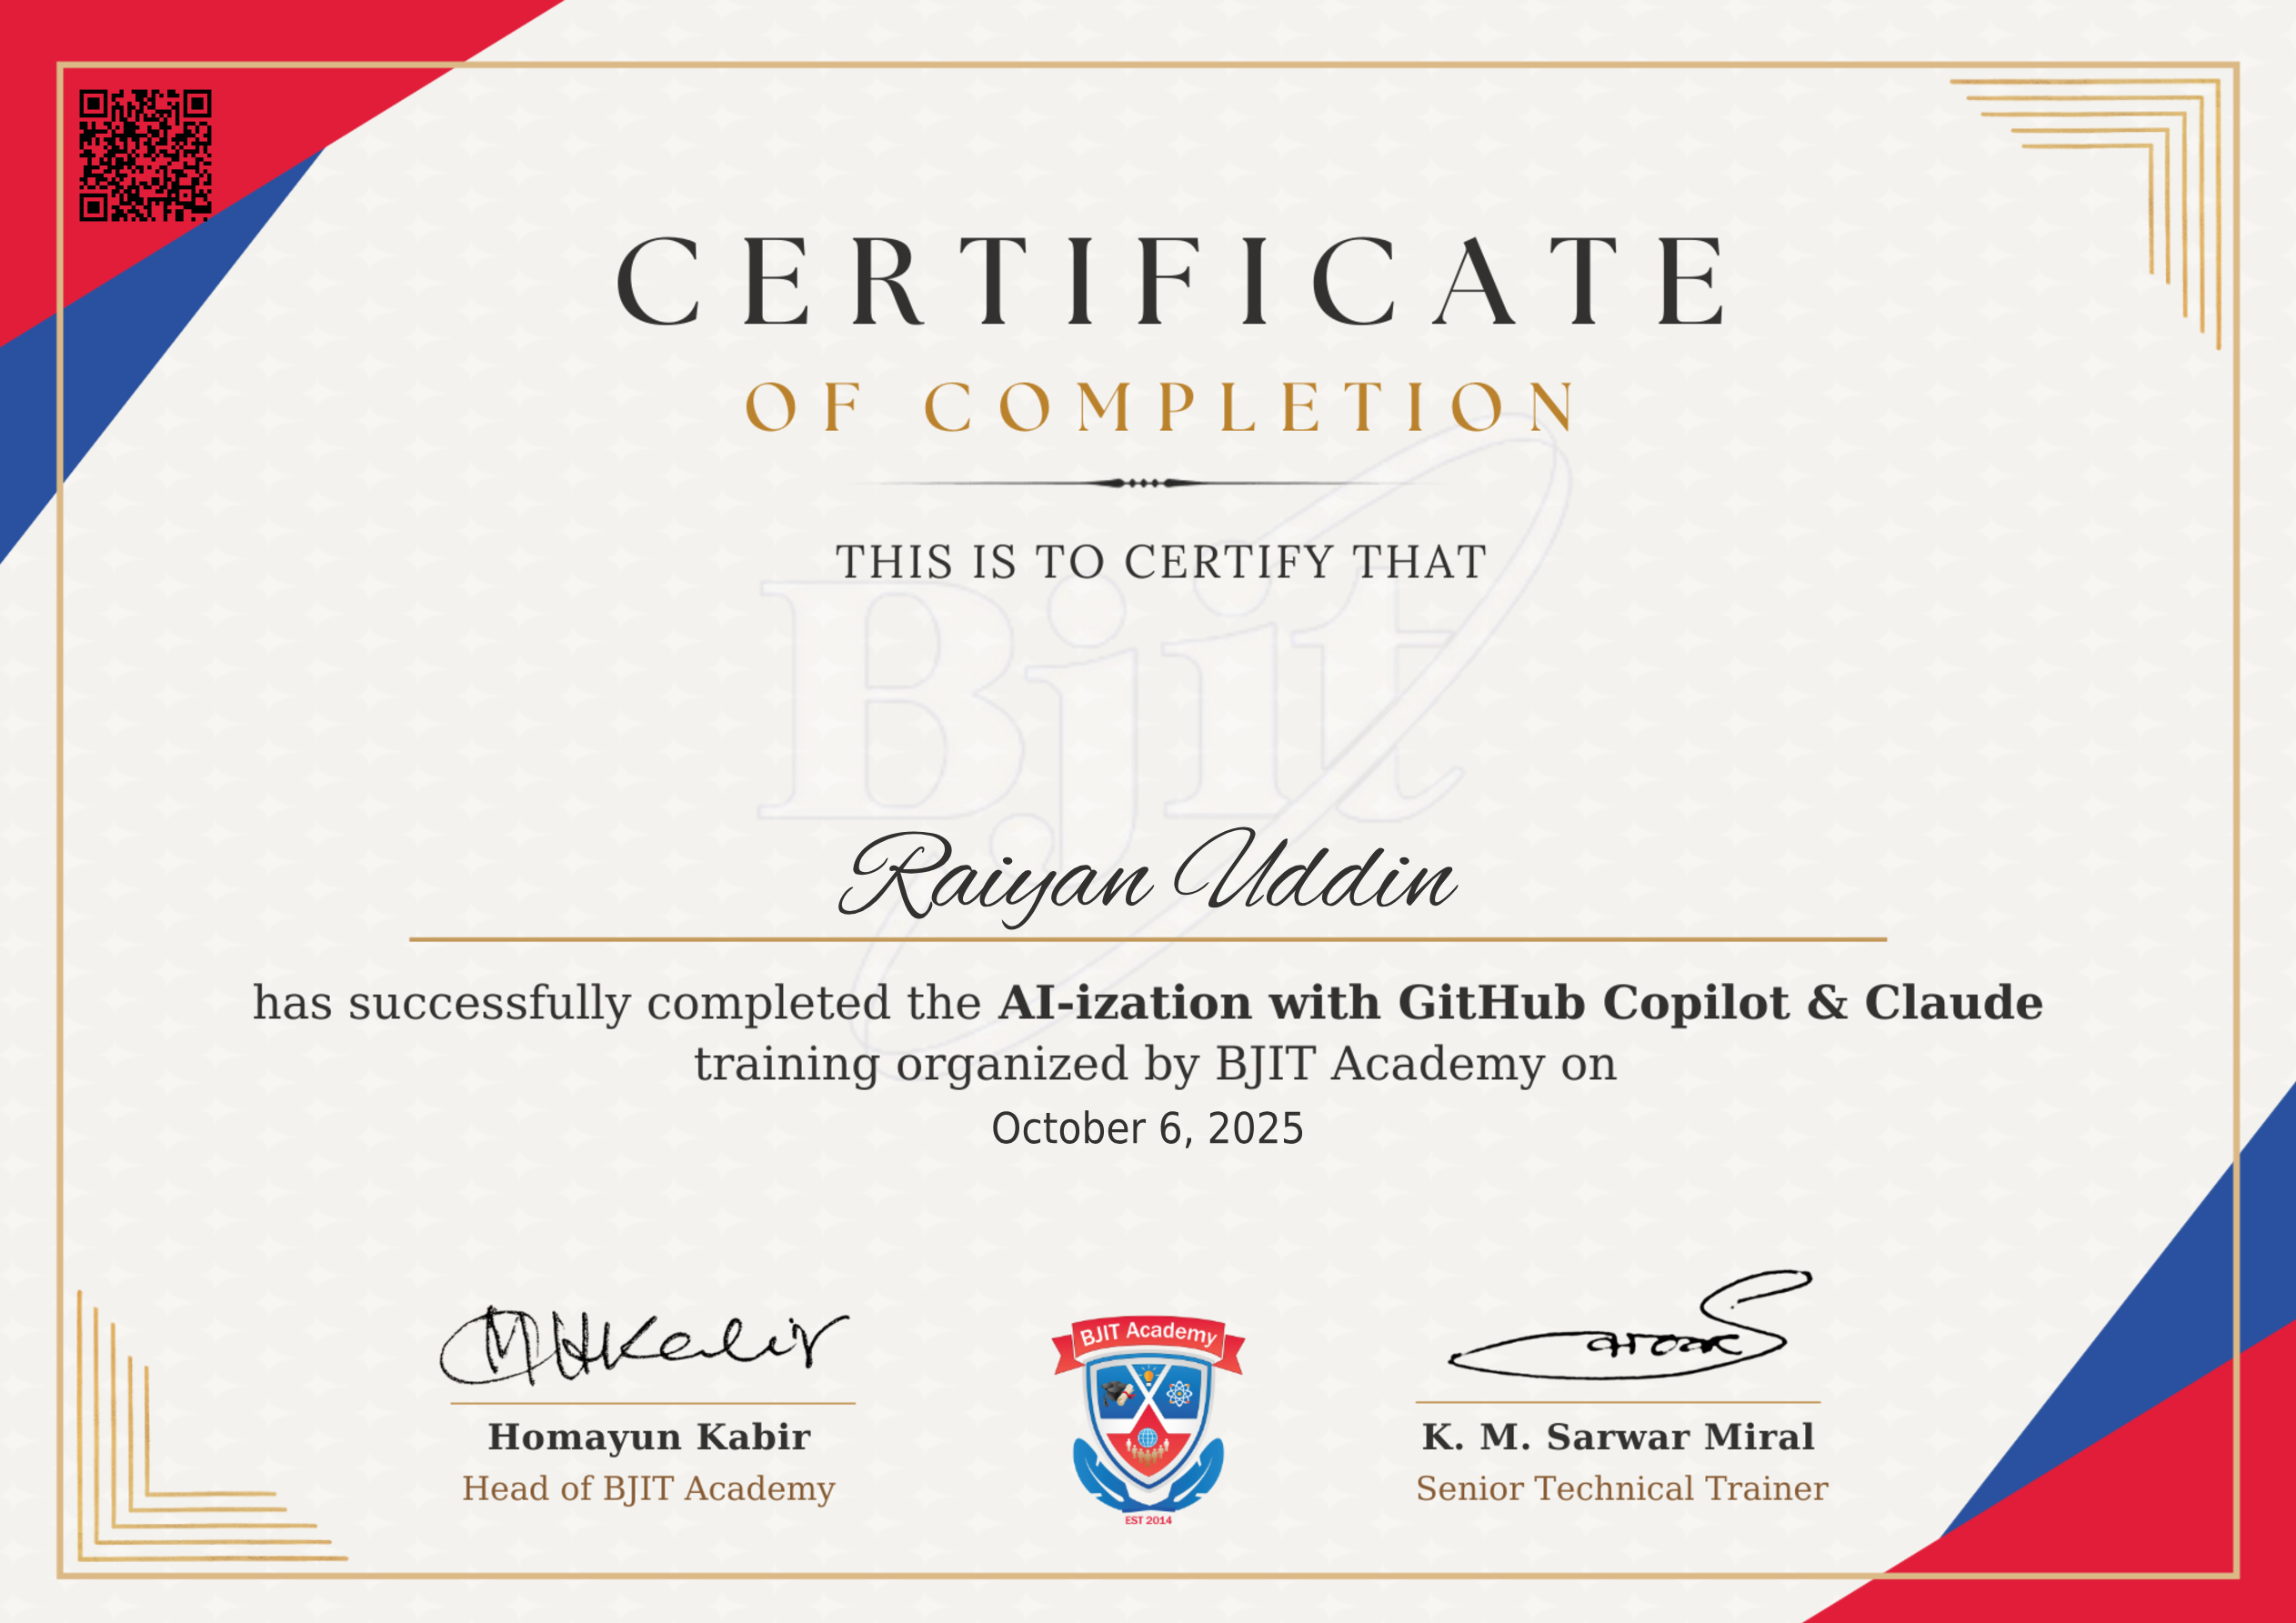 CERTIFICATE
OF COMPLETION
THIS IS TO CERTIFY THAT
Bjit
Raiyan Uddin
has successfully completed the AI-ization with GitHub Copilot & Claude
training organized by BJIT Academy on
October 6, 2025
MHKabir
BJIT Academy
Homayun Kabir
Head of BJIT Academy
EST 2014
K. M. Sarwar Miral
Senior Technical Trainer